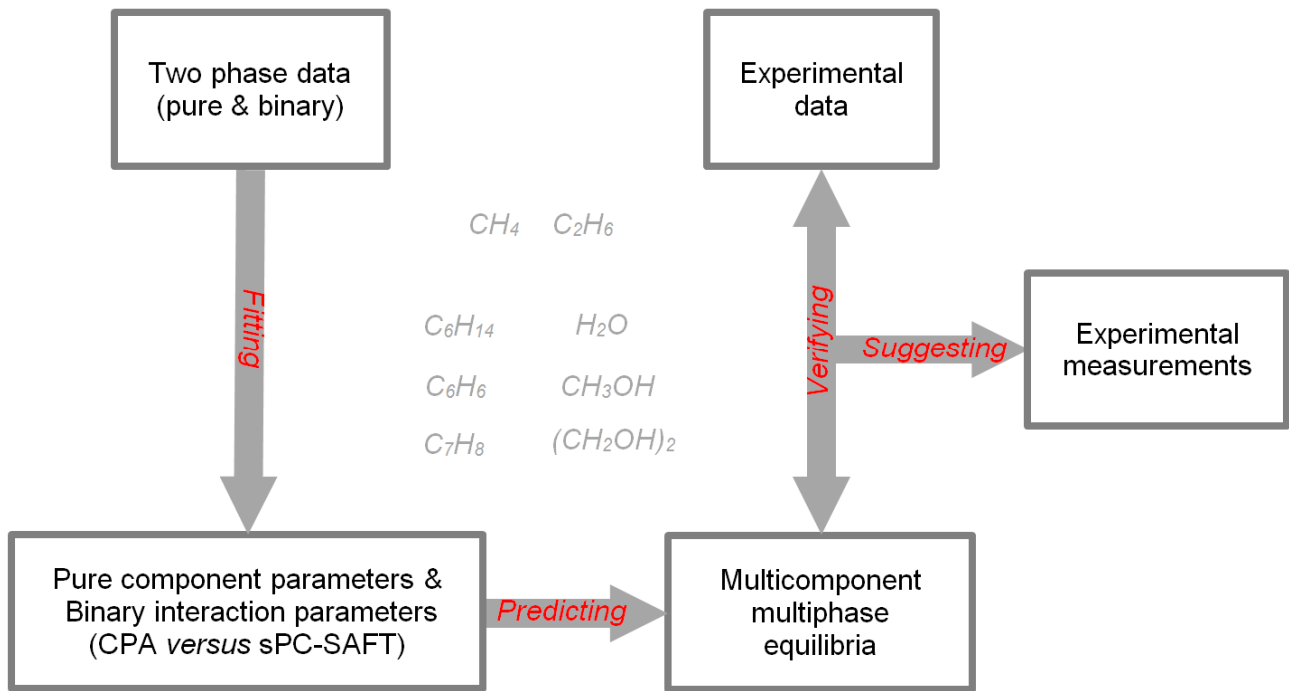 Two phase data
(pure & binary)
Experimental
data
CH₄ C₂H₆
Fitting
C₆H₁₄ H₂O
Verifying
Suggesting
Experimental
measurements
C₆H₆ CH₃OH
C₇H₈ (CH₂OH)₂
Pure component parameters &
Binary interaction parameters
(CPA versus sPC-SAFT)
Predicting
Multicomponent
multiphase
equilibria